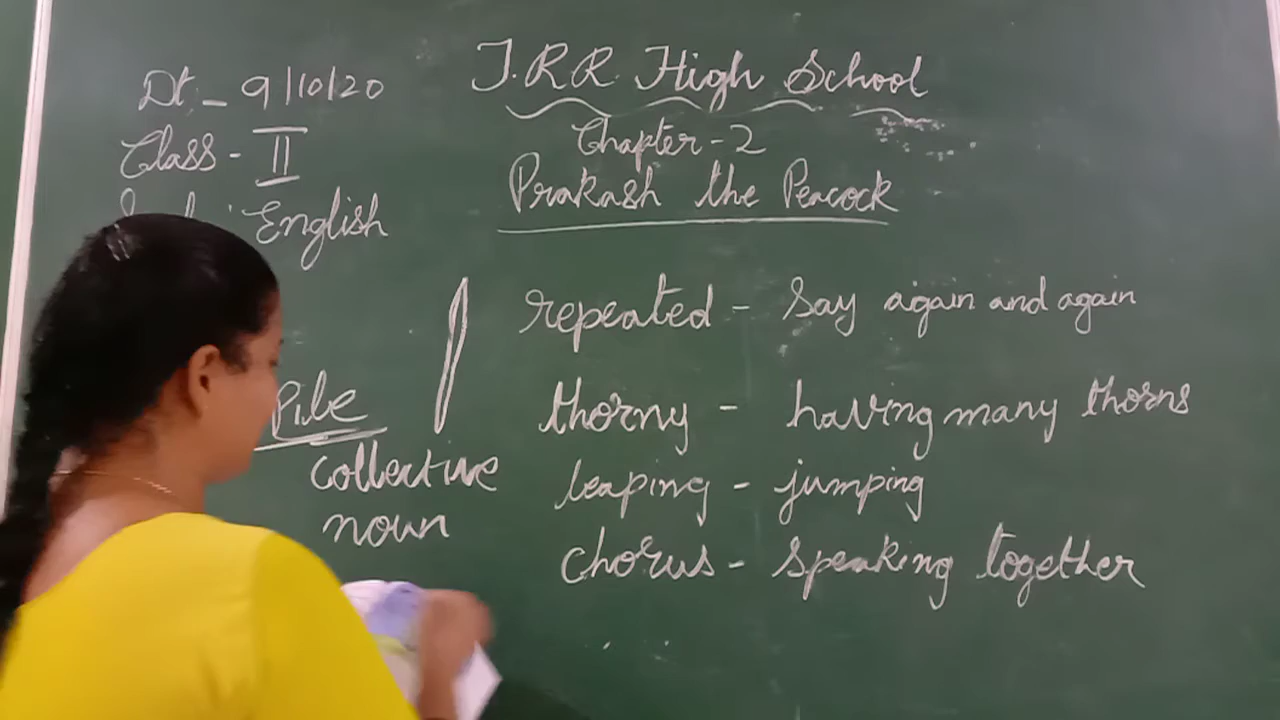 Dt. - 9/10/20
J.R.R. High School
Class - II
Chapter - 2
English
Prakash the Peacock
repeated - Say again and again
Pile
thorny - having many thorns
collective
noun
leaping - jumping
chorus - speaking together